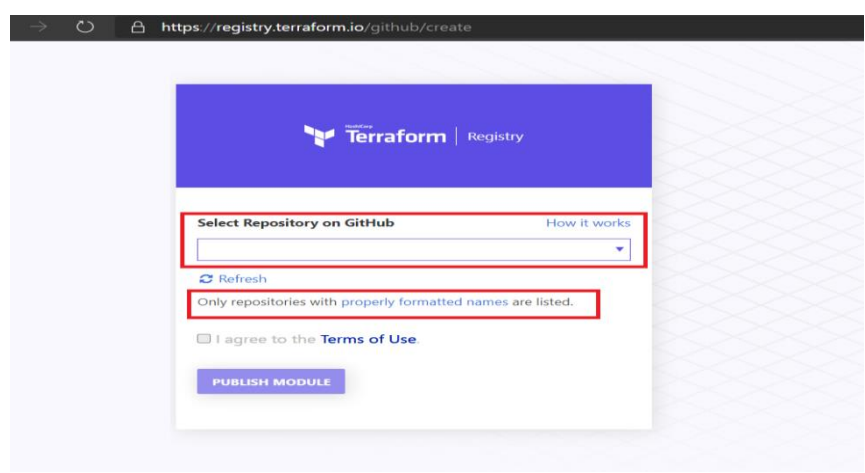 https://registry.terraform.io/github/create
HashiCorp
Terraform | Registry
Select Repository on GitHub How it works
Refresh
Only repositories with properly formatted names are listed.
I agree to the Terms of Use.
PUBLISH MODULE